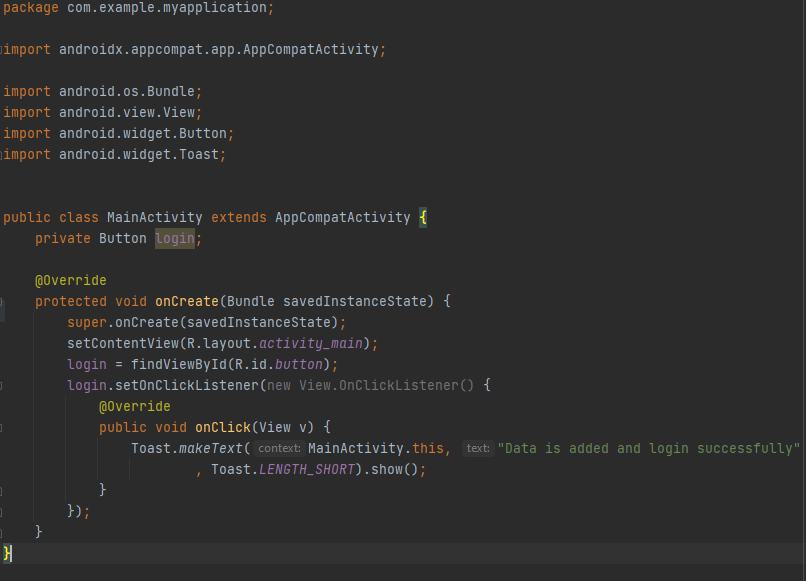 package com.example.myapplication;
import androidx.appcompat.app.AppCompatActivity;
import android.os.Bundle;
import android.view.View;
import android.widget.Button;
import android.widget.Toast;
public class MainActivity extends AppCompatActivity {
private Button login;
@Override
protected void onCreate(Bundle savedInstanceState) {
super.onCreate(savedInstanceState);
setContentView(R.layout.activity_main);
login = findViewById(R.id.button);
login.setOnClickListener(new View.OnClickListener() {
@Override
public void onClick(View v) {
Toast.makeText( context: MainActivity.this, text: "Data is added and login successfully"
, Toast.LENGTH_SHORT).show();
}
});
}
}